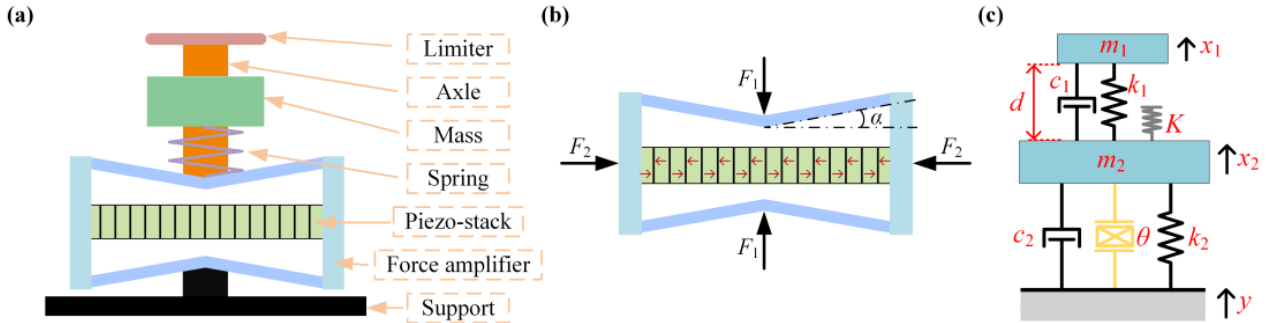 (a)
Limiter
Axle
Mass
Spring
Piezo-stack
Force amplifier
Support
(b)
F1
F2
α
F2
F1
(c)
m1
x1
c1
k1
d
K
m2
x2
c2
θ
k2
y